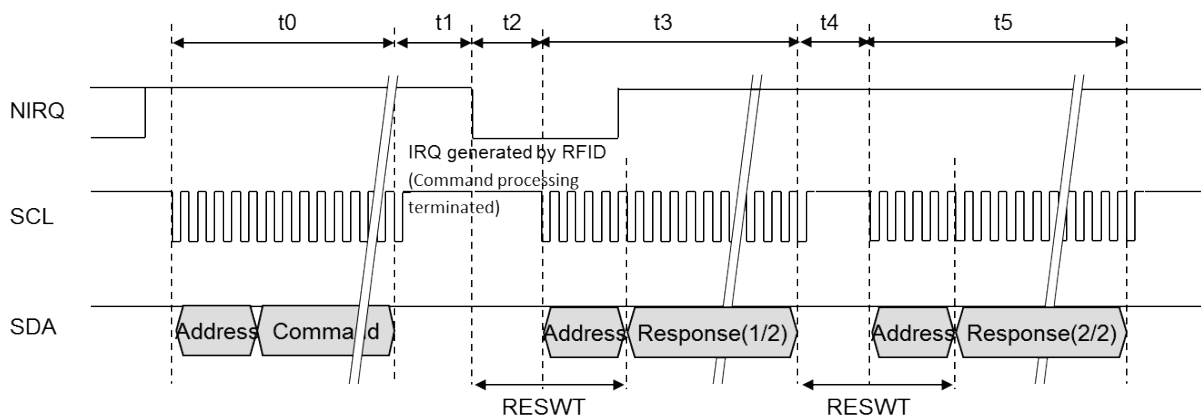 t0 t1 t2 t3 t4 t5
NIRQ
IRQ generated by RFID
(Command processing
terminated)
SCL
SDA Address Command Address Response(1/2) Address Response(2/2)
RESWT RESWT